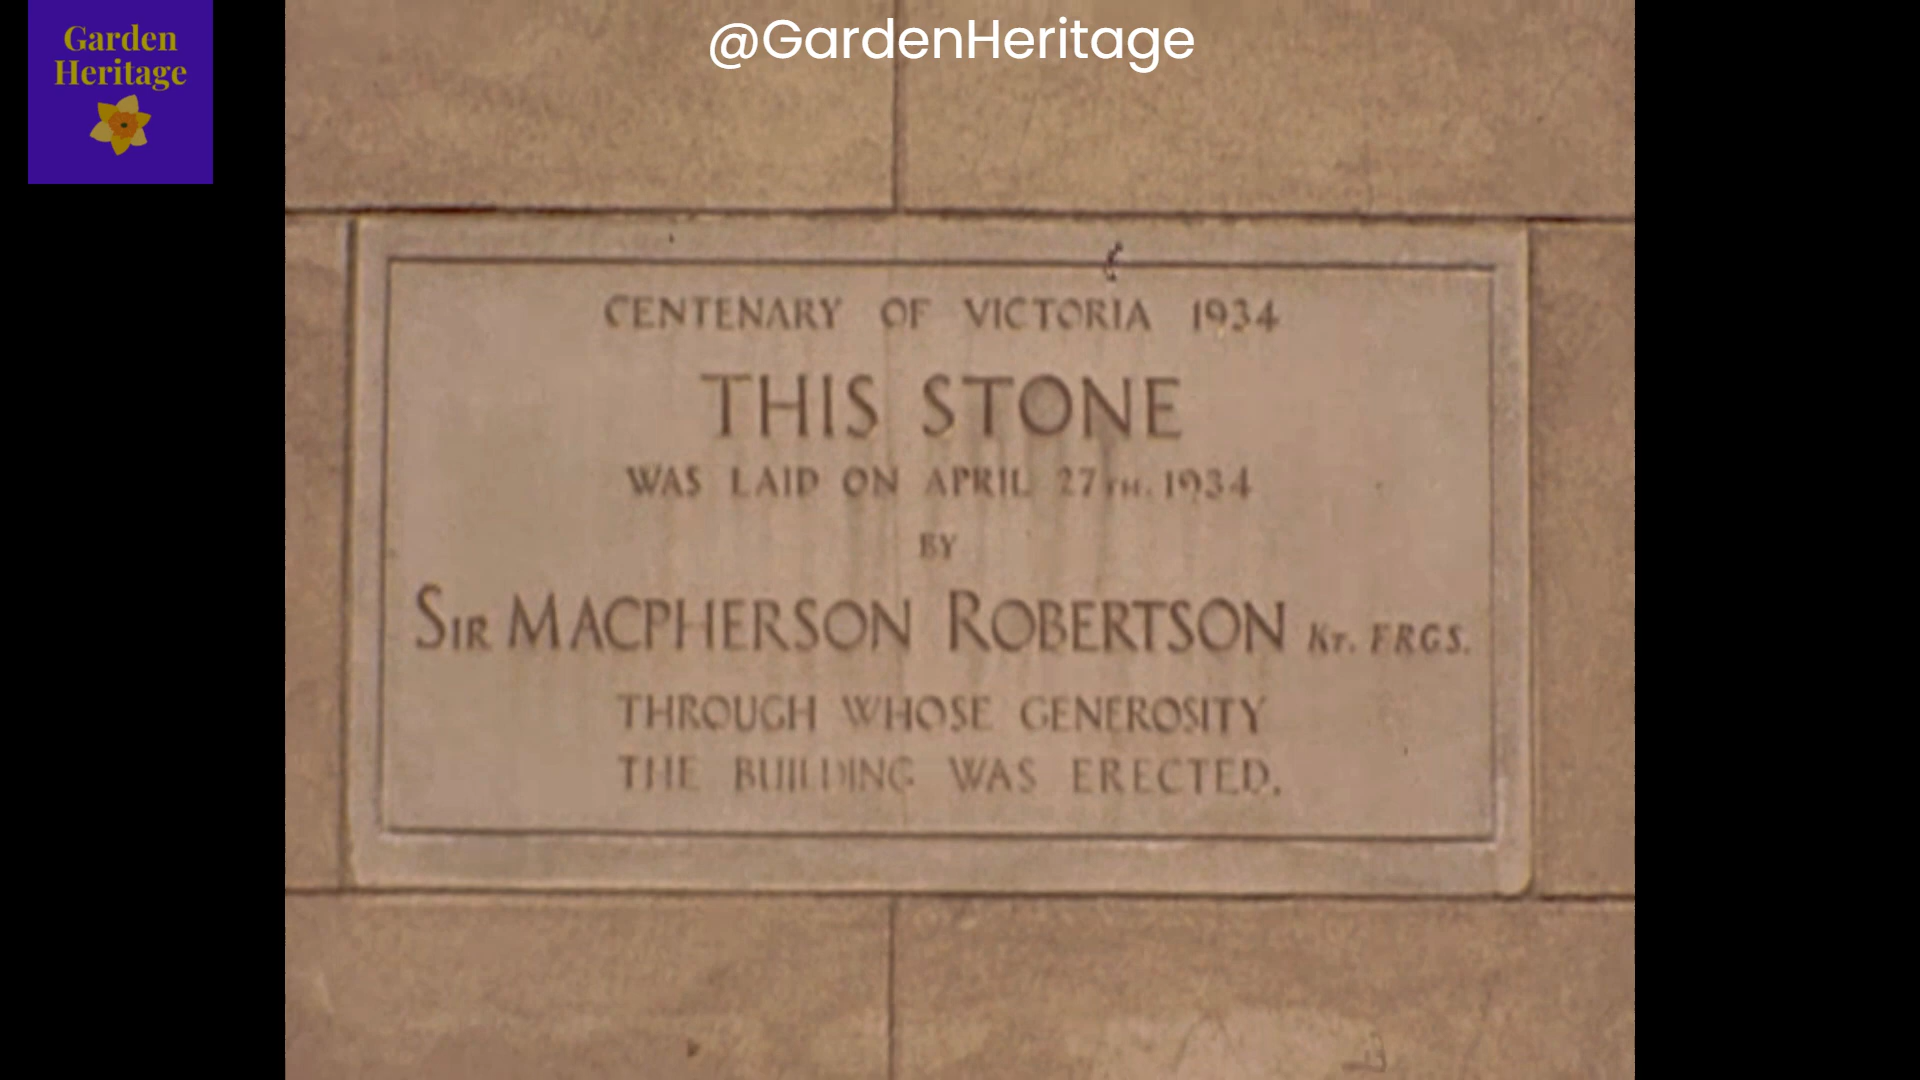 Garden
Heritage
@GardenHeritage
CENTENARY OF VICTORIA 1934
THIS STONE
WAS LAID ON APRIL 27TH. 1934
BY
SIR MACPHERSON ROBERTSON KT. FRGS.
THROUGH WHOSE GENEROSITY
THE BUILDING WAS ERECTED.